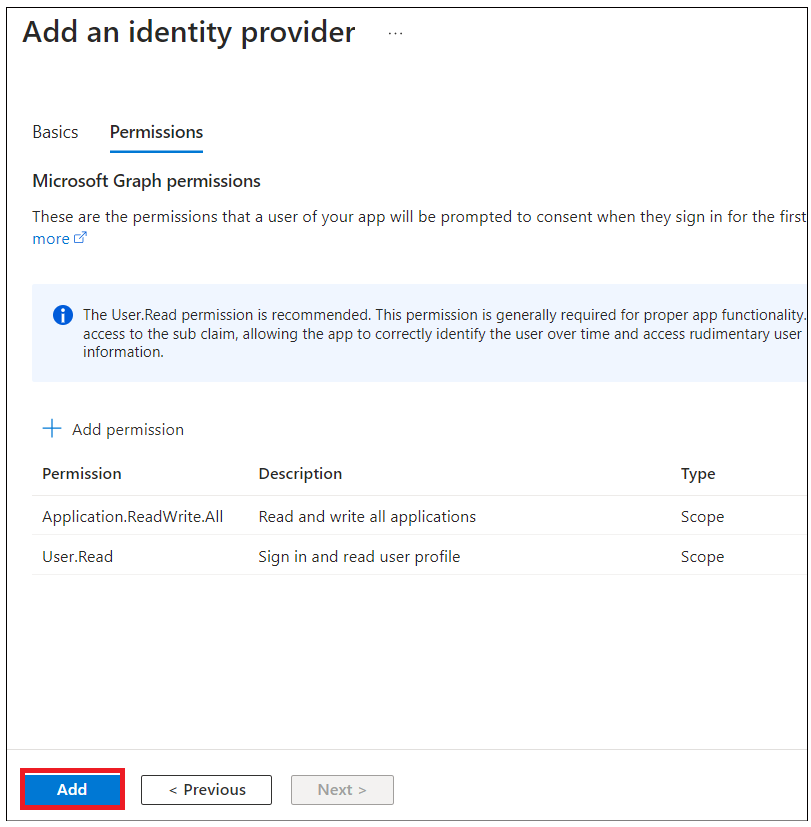 Add an identity provider ...
Basics Permissions
Microsoft Graph permissions
These are the permissions that a user of your app will be prompted to consent when they sign in for the first
more
The User.Read permission is recommended. This permission is generally required for proper app functionality.
access to the sub claim, allowing the app to correctly identify the user over time and access rudimentary user
information.
Add permission
Permission Description Type
Application.ReadWrite.All Read and write all applications Scope
User.Read Sign in and read user profile Scope
Add < Previous Next >